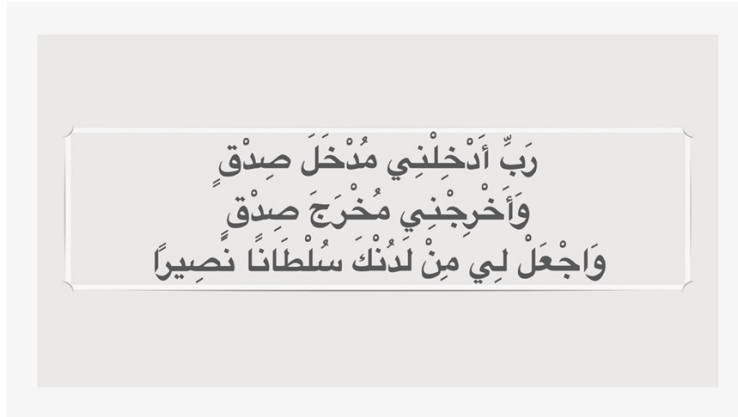 رَبِّ أَدْخِلْنِي مُدْخَلَ صِدْقٍ
وَأَخْرِجْنِي مُخْرَجَ صِدْقٍ
وَاجْعَلْ لِي مِنْ لَدُنْكَ سُلْطَانًا نَّصِيرًا